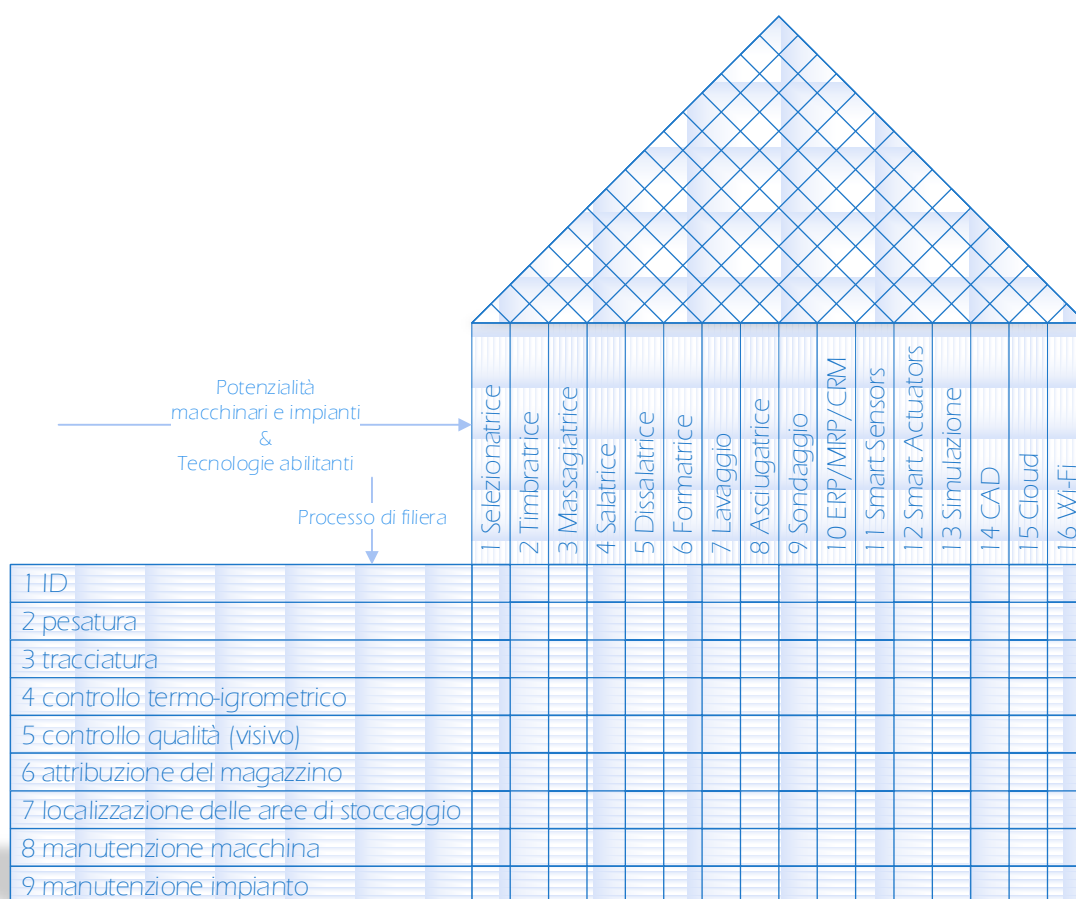 Potenzialità
macchinari e impianti
&
Tecnologie abilitanti
Processo di filiera
1 Selezionatrice
2 Timbratrice
3 Massagiatrice
4 Salatrice
5 Dissalatrice
6 Formatrice
7 Lavaggio
8 Asciugatrice
9 Sondaggio
10 ERP/MRP/CRM
11 Smart Sensors
12 Smart Actuators
13 Simulazione
14 CAD
15 Cloud
16 Wi-Fi
1 ID
2 pesatura
3 tracciatura
4 controllo termo-igrometrico
5 controllo qualità (visivo)
6 attribuzione del magazzino
7 localizzazione delle aree di stoccaggio
8 manutenzione macchina
9 manutenzione impianto